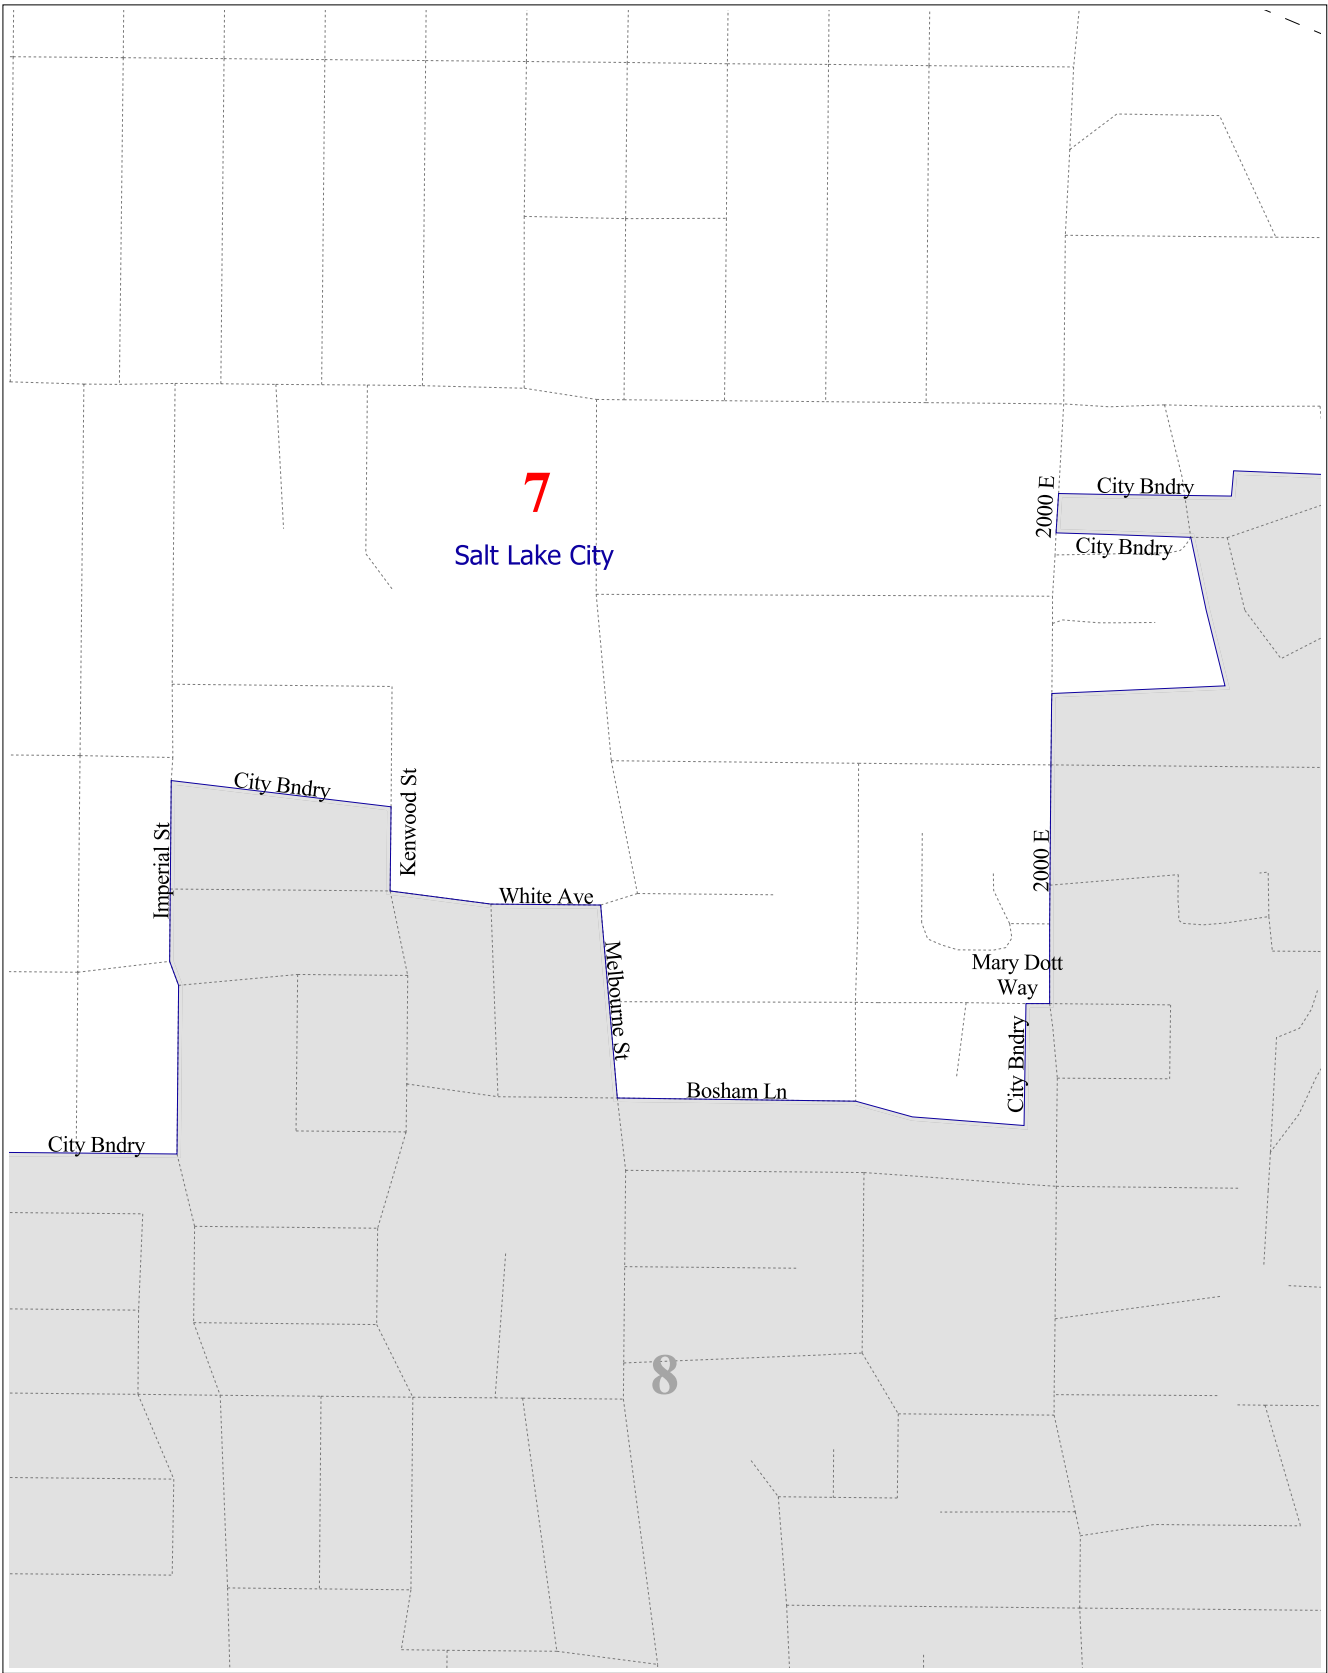 7
Salt Lake City
2000 E
City Bndry
City Bndry
City Bndry
Kenwood St
Imperial St
White Ave
2000 E
Melbourne St
Mary Dott
Way
City Bndry
Bosham Ln
City Bndry
8